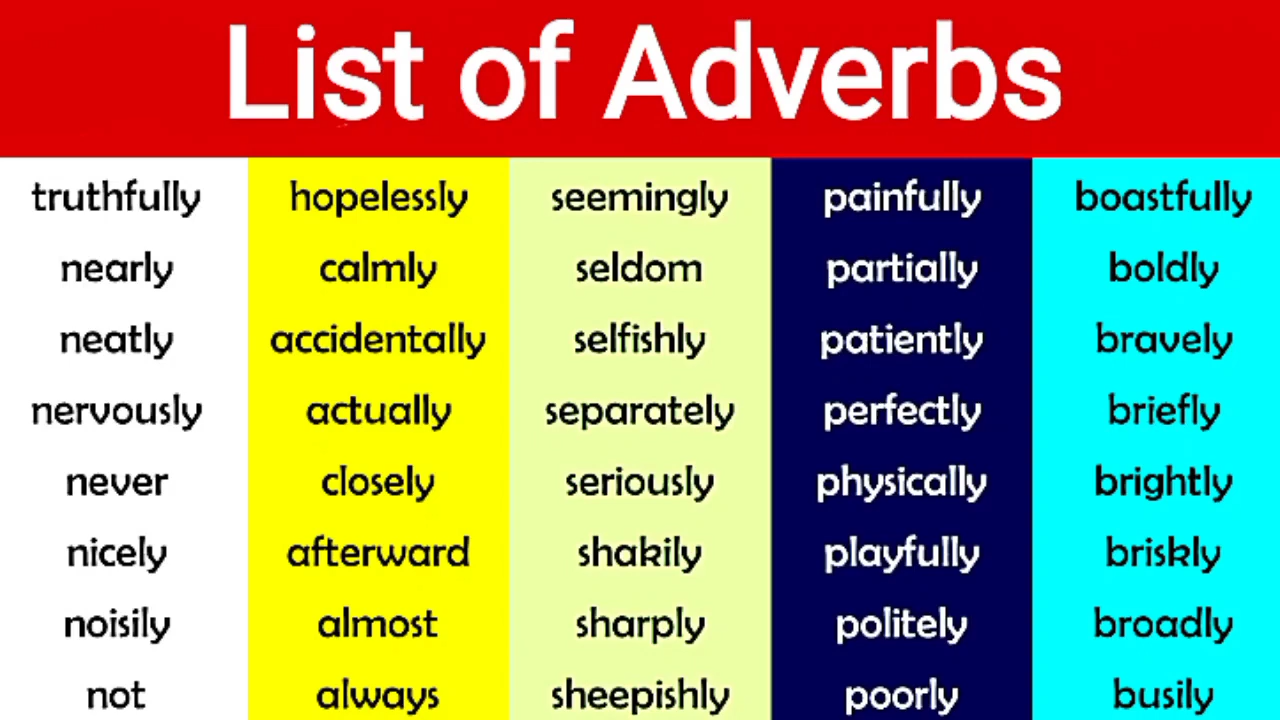 List of Adverbs
truthfully hopelessly seemingly painfully boastfully
nearly calmly seldom partially boldly
neatly accidentally selfishly patiently bravely
nervously actually separately perfectly briefly
never closely seriously physically brightly
nicely afterward shakily playfully briskly
noisily almost sharply politely broadly
not always sheepishly poorly busily